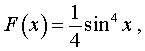 F(x) = 1/4 sin⁴ x ,